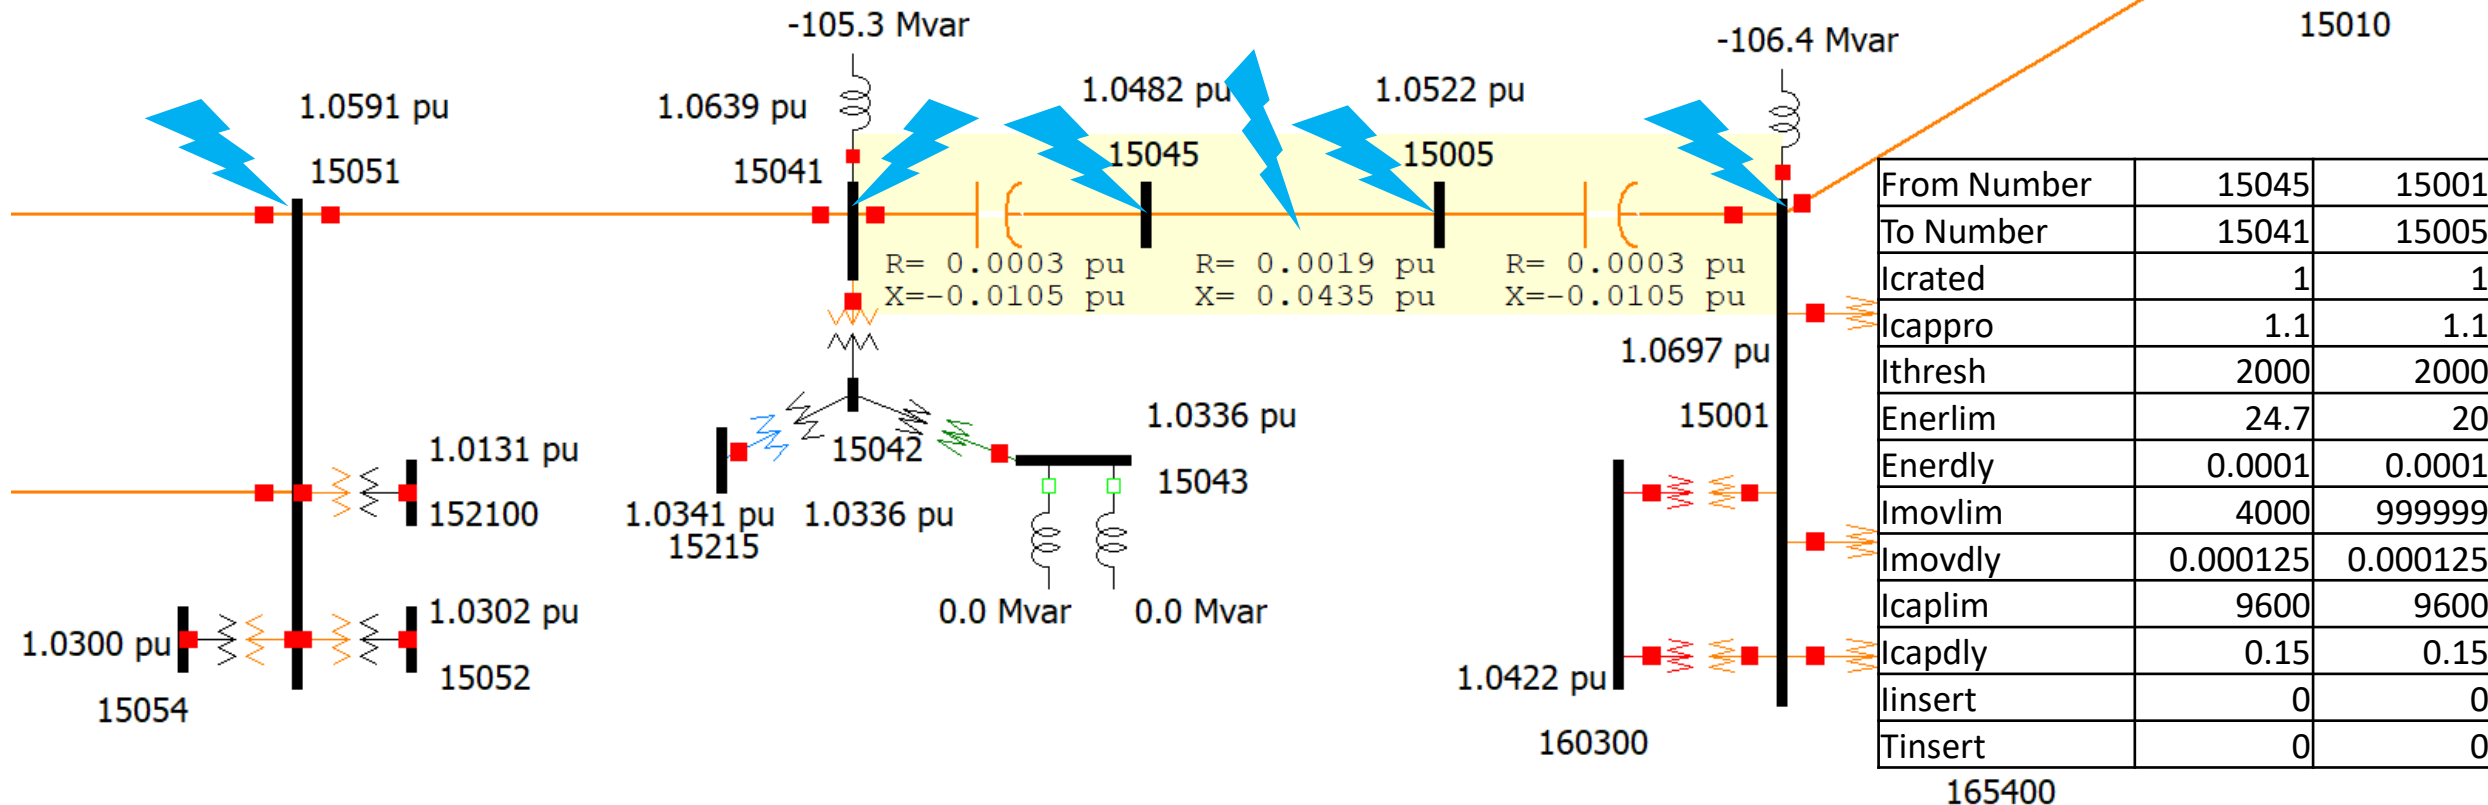 -105.3 Mvar
-106.4 Mvar
15010
1.0591 pu
1.0639 pu
1.0482 pu
1.0522 pu
15051
15041
15045
15005
R= 0.0003 pu
X=-0.0105 pu
R= 0.0019 pu
X= 0.0435 pu
R= 0.0003 pu
X=-0.0105 pu
1.0697 pu
15001
1.0131 pu
152100
15042
1.0336 pu
15043
1.0341 pu
15215
1.0336 pu
0.0 Mvar
0.0 Mvar
1.0300 pu
15054
1.0302 pu
15052
1.0422 pu
160300
From Number 15045 15001
To Number 15041 15005
Icrated 1 1
Icappro 1.1 1.1
Ithresh 2000 2000
Enerlim 24.7 20
Enerdly 0.0001 0.0001
Imovlim 4000 999999
Imovdly 0.000125 0.000125
Icaplim 9600 9600
Icapdly 0.15 0.15
Iinsert 0 0
Tinsert 0 0
165400